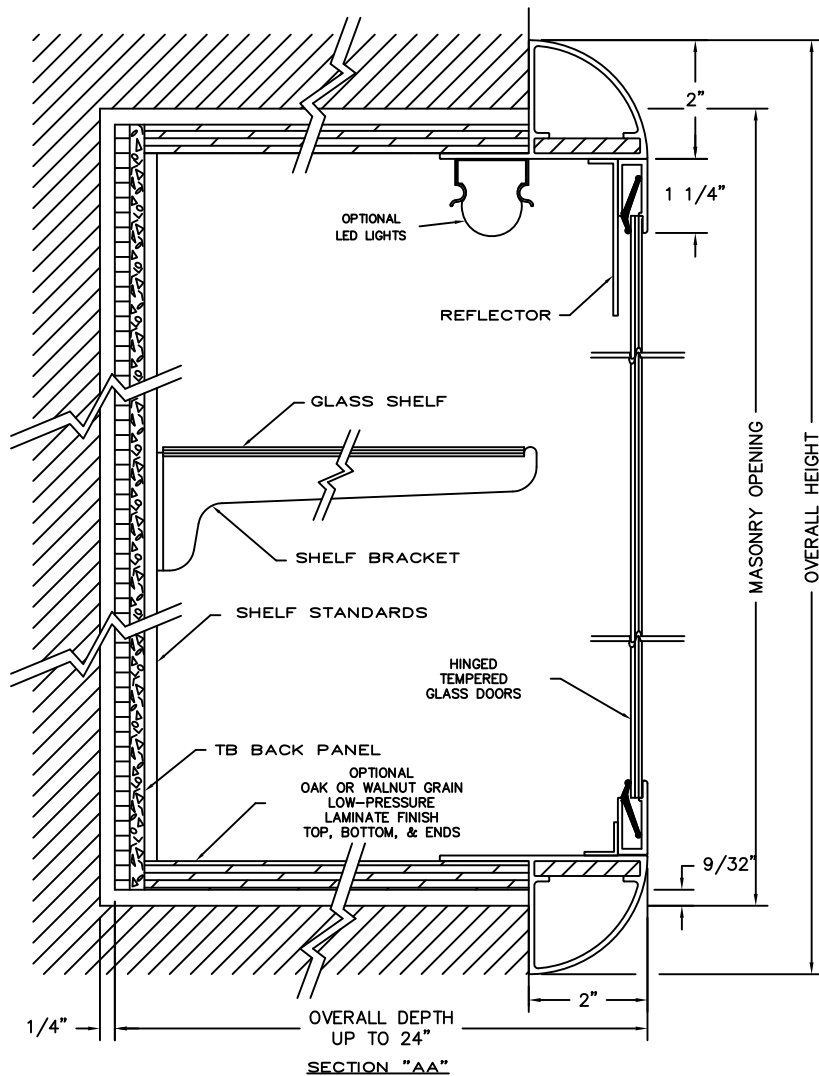 2"
1 1/4"
OPTIONAL
LED LIGHTS
REFLECTOR
GLASS SHELF
MASONRY OPENING
OVERALL HEIGHT
SHELF BRACKET
SHELF STANDARDS
HINGED
TEMPERED
GLASS DOORS
TB BACK PANEL
OPTIONAL
OAK OR WALNUT GRAIN
LOW-PRESSURE
LAMINATE FINISH
TOP, BOTTOM, & ENDS
9/32"
2"
1/4"
OVERALL DEPTH
UP TO 24"
SECTION "AA"